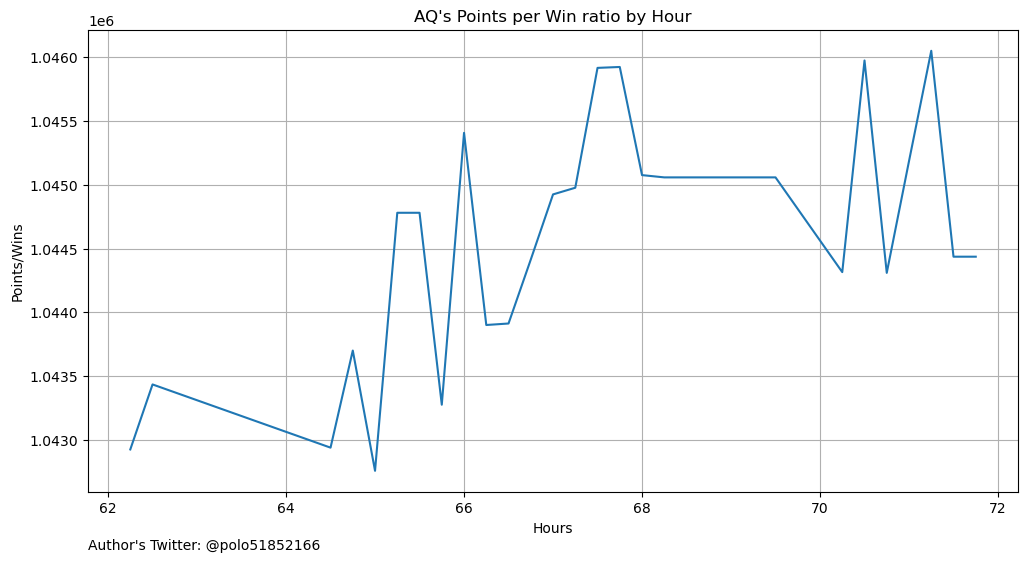 AQ's Points per Win ratio by Hour
1e6
1.0460
1.0455
1.0450
1.0445
1.0440
1.0435
1.0430
Points/Wins
62 64 66 68 70 72
Hours
Author's Twitter: @polo51852166